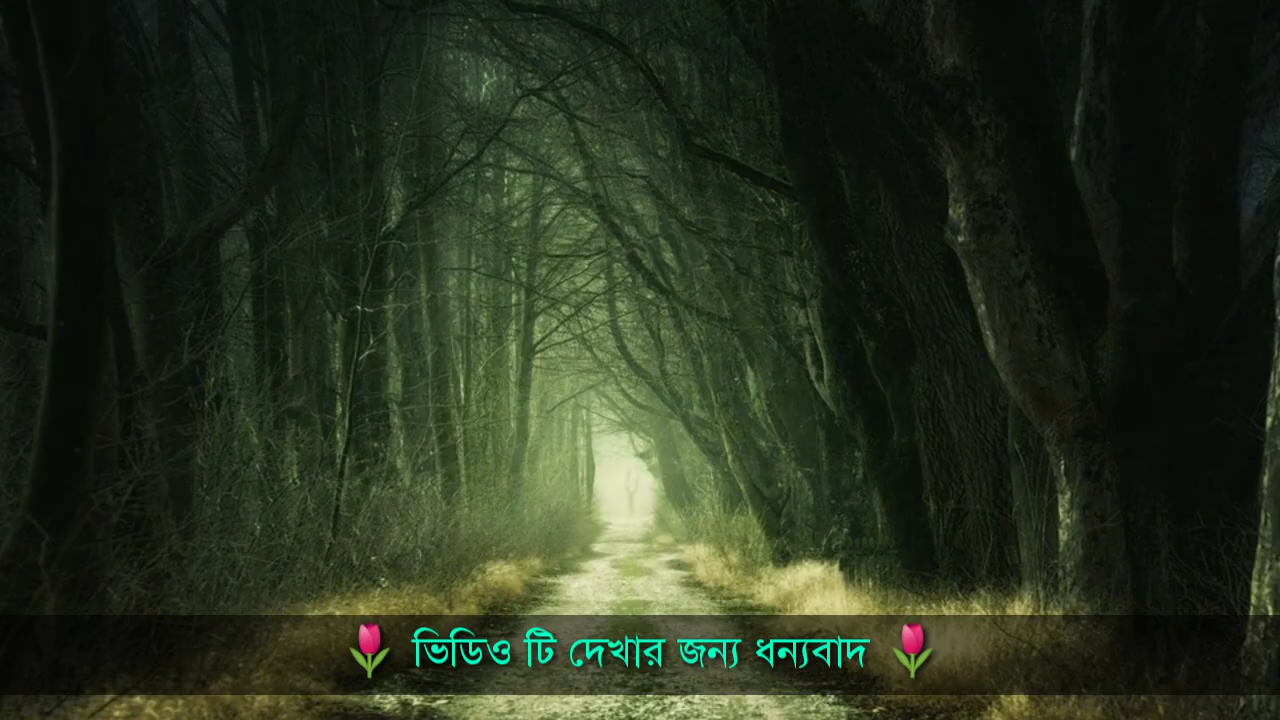 🌷 ভিডিও টি দেখার জন্য ধন্যবাদ 🌷